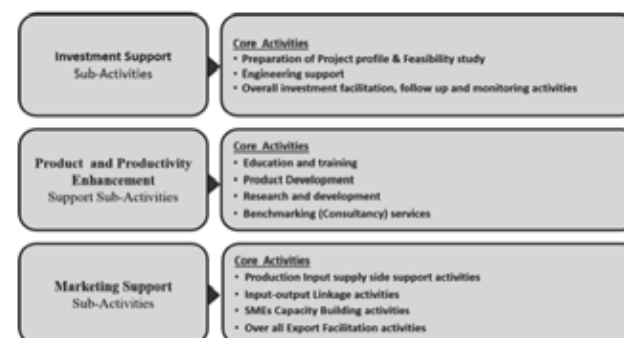 Investment Support
Sub-Activities
Core Activities
• Preparation of Project profile & Feasibility study
• Engineering support
• Overall investment facilitation, follow up and monitoring activities
Product and Productivity
Enhancement
Support Sub-Activities
Core Activities
• Education and training
• Product Development
• Research and development
• Benchmarking (Consultancy) services
Marketing Support
Sub-Activities
Core Activities
• Production Input supply side support activities
• Input-output Linkage activities
• SMEs Capacity Building activities
• Over all Export Facilitation activities